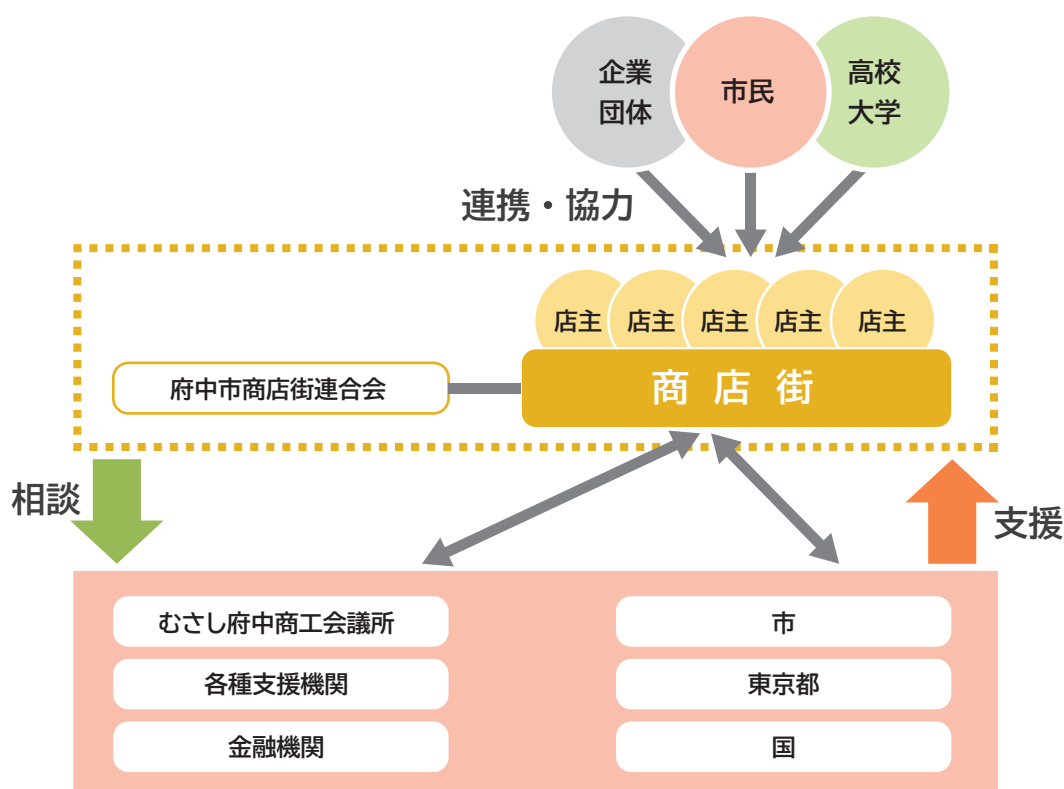 企業
団体
市民
高校
大学
連携・協力
店主
店主
店主
店主
店主
府中市商店街連合会
商店街
相談
支援
むさし府中商工会議所
各種支援機関
金融機関
市
東京都
国